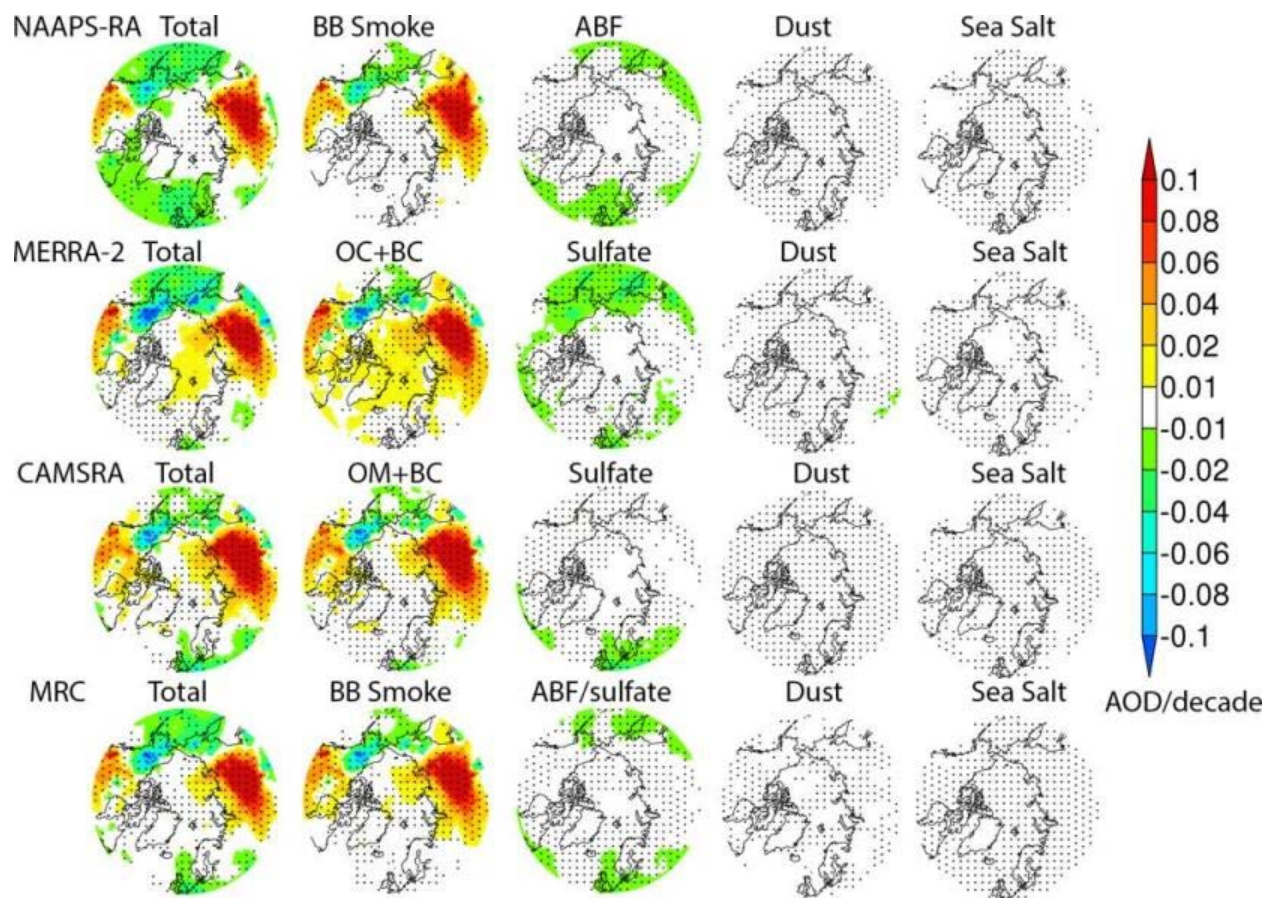 NAAPS-RA Total BB Smoke ABF Dust Sea Salt
MERRA-2 Total OC+BC Sulfate Dust Sea Salt
CAMSRA Total OM+BC Sulfate Dust Sea Salt
MRC Total BB Smoke ABF/sulfate Dust Sea Salt
0.1
0.08
0.06
0.04
0.02
0.01
-0.01
-0.02
-0.04
-0.06
-0.08
-0.1
AOD/decade